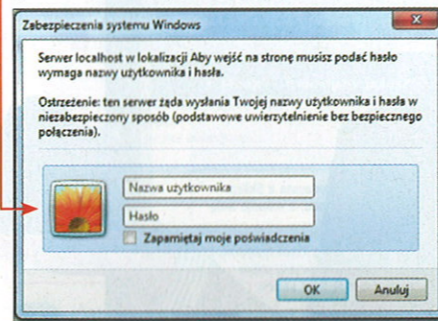 Zabezpieczenia systemu Windows
Serwer localhost w lokalizacji Aby wejść na stronę musisz podać hasło
wymaga nazwy użytkownika i hasła.
Ostrzeżenie: ten serwer żąda wysłania Twojej nazwy użytkownika i hasła w
niezabezpieczony sposób (podstawowe uwierzytelnienie bez bezpiecznego
połączenia).
Nazwa użytkownika
Hasło
Zapamiętaj moje poświadczenia
OK
Anuluj